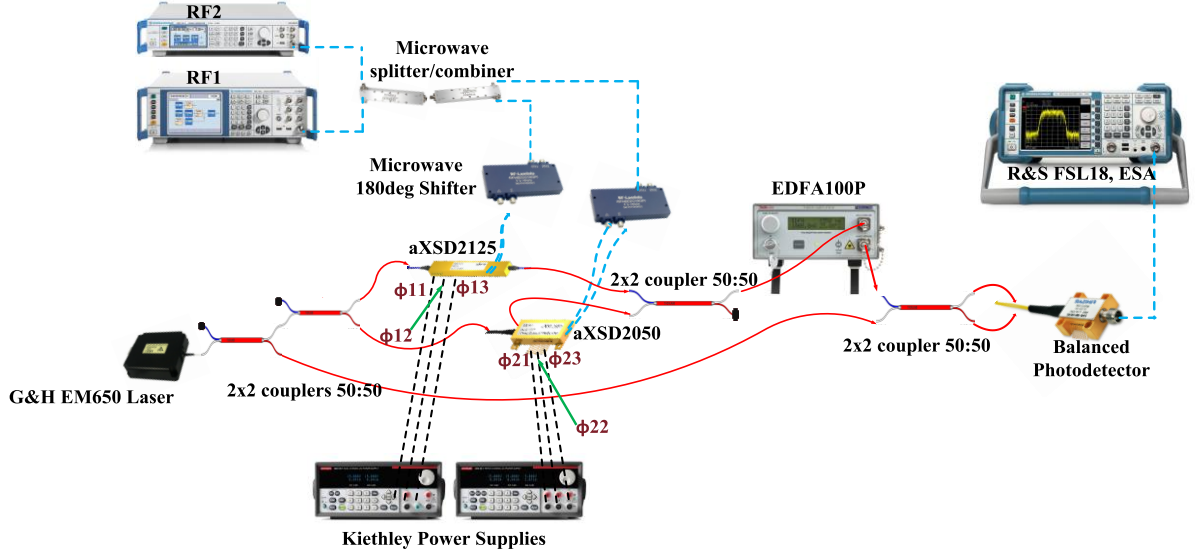 RF2
RF1
Microwave
splitter/combiner
Microwave
180deg Shifter
R&S FSL18, ESA
EDFA100P
aXSD2125
ϕ11
ϕ13
ϕ12
2x2 coupler 50:50
aXSD2050
ϕ21
ϕ23
ϕ22
2x2 coupler 50:50
Balanced
Photodetector
G&H EM650 Laser
2x2 couplers 50:50
Kiethley Power Supplies